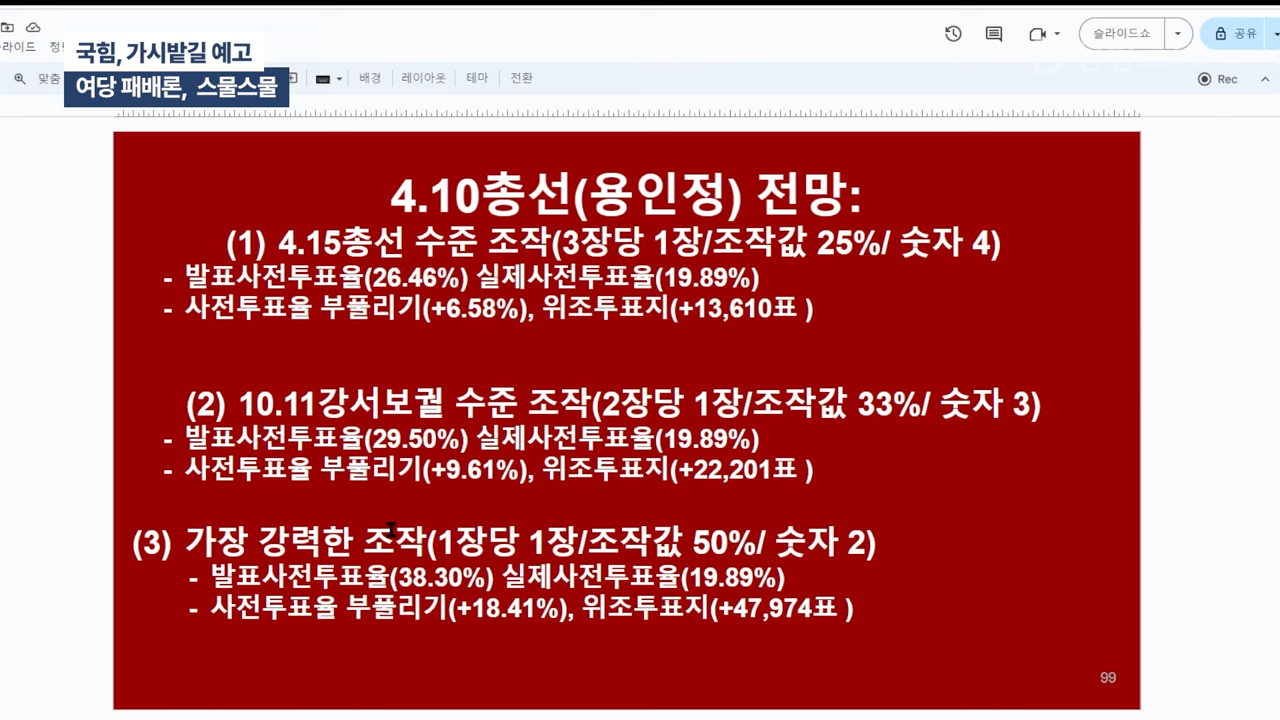 국힘, 가시밭길 예고
여당 패배론, 스물스물
슬라이드쇼
공유
맞춤
배경
레이아웃
테마
전환
Rec
4.10총선(용인정) 전망:
(1) 4.15총선 수준 조작(3장당 1장/조작값 25%/ 숫자 4)
- 발표사전투표율(26.46%) 실제사전투표율(19.89%)
- 사전투표율 부풀리기(+6.58%), 위조투표지(+13,610표 )
(2) 10.11강서보궐 수준 조작(2장당 1장/조작값 33%/ 숫자 3)
- 발표사전투표율(29.50%) 실제사전투표율(19.89%)
- 사전투표율 부풀리기(+9.61%), 위조투표지(+22,201표 )
(3) 가장 강력한 조작(1장당 1장/조작값 50%/ 숫자 2)
- 발표사전투표율(38.30%) 실제사전투표율(19.89%)
- 사전투표율 부풀리기(+18.41%), 위조투표지(+47,974표 )
99